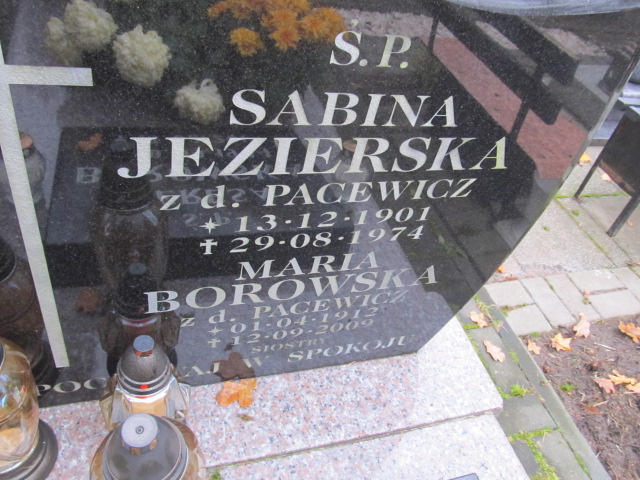 Ś.P.
SABINA
JEZIERSKA
z d. PACEWICZ
13·12·1901
✝ 29·08·1974
MARIA
BOROWSKA
z d. PACEWICZ
01·04·1912
✝ 12·09·2009
SIOSTRY
W SPOKOJU